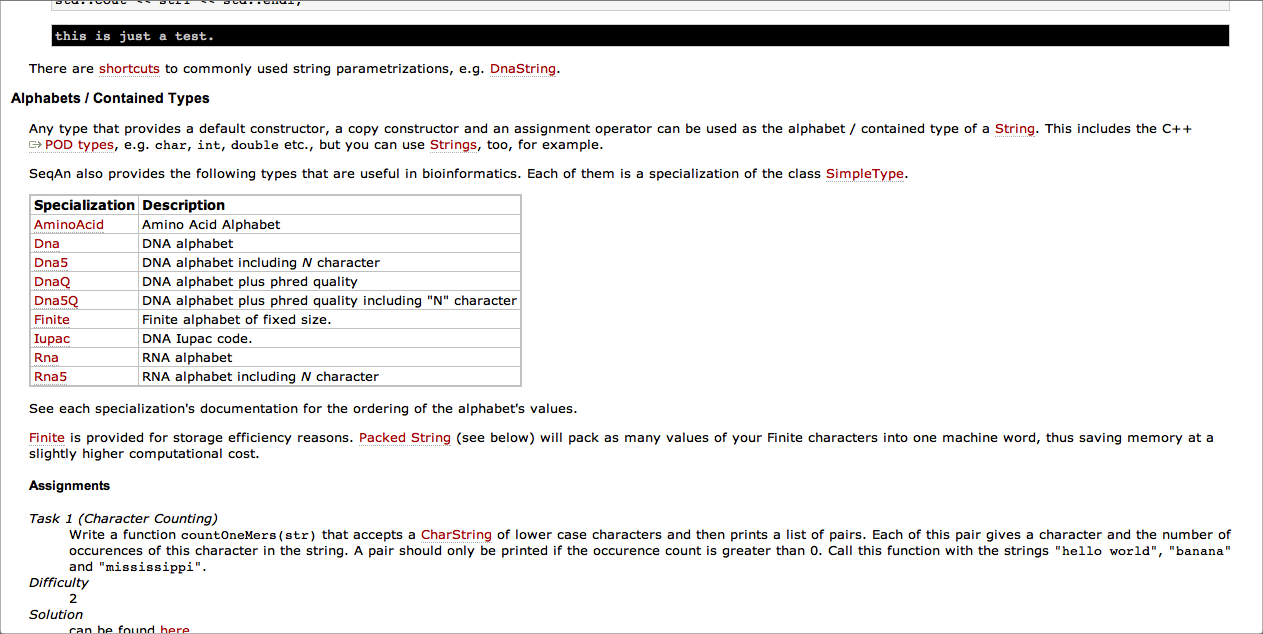 std::cout << str1 << std::endl;
this is just a test.
There are shortcuts to commonly used string parametrizations, e.g. DnaString.
Alphabets / Contained Types
Any type that provides a default constructor, a copy constructor and an assignment operator can be used as the alphabet / contained type of a String. This includes the C++
POD types, e.g. char, int, double etc., but you can use Strings, too, for example.
SeqAn also provides the following types that are useful in bioinformatics. Each of them is a specialization of the class SimpleType.
Specialization Description
AminoAcid Amino Acid Alphabet
Dna DNA alphabet
Dna5 DNA alphabet including N character
DnaQ DNA alphabet plus phred quality
Dna5Q DNA alphabet plus phred quality including "N" character
Finite Finite alphabet of fixed size.
Iupac DNA Iupac code.
Rna RNA alphabet
Rna5 RNA alphabet including N character
See each specialization's documentation for the ordering of the alphabet's values.
Finite is provided for storage efficiency reasons. Packed String (see below) will pack as many values of your Finite characters into one machine word, thus saving memory at a
slightly higher computational cost.
Assignments
Task 1 (Character Counting)
Write a function countOneMers(str) that accepts a CharString of lower case characters and then prints a list of pairs. Each of this pair gives a character and the number of
occurences of this character in the string. A pair should only be printed if the occurence count is greater than 0. Call this function with the strings "hello world", "banana"
and "mississippi".
Difficulty
2
Solution
can be found here